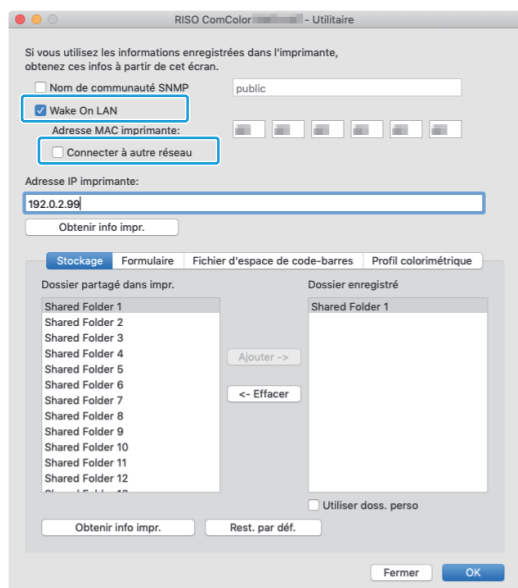 RISO ComColor - Utilitaire
Si vous utilisez les informations enregistrées dans l'imprimante,
obtenez ces infos à partir de cet écran.
Nom de communauté SNMP
public
Wake On LAN
Adresse MAC imprimante:
Connecter à autre réseau
Adresse IP imprimante:
192.0.2.99
Obtenir info impr.
Stockage Formulaire Fichier d'espace de code-barres Profil colorimétrique
Dossier partagé dans impr.
Shared Folder 1
Shared Folder 2
Shared Folder 3
Shared Folder 4
Shared Folder 5
Shared Folder 6
Shared Folder 7
Shared Folder 8
Shared Folder 9
Shared Folder 10
Shared Folder 11
Shared Folder 12
Ajouter ->
<- Effacer
Dossier enregistré
Shared Folder 1
Utiliser doss. perso
Obtenir info impr.
Rest. par déf.
Fermer
OK